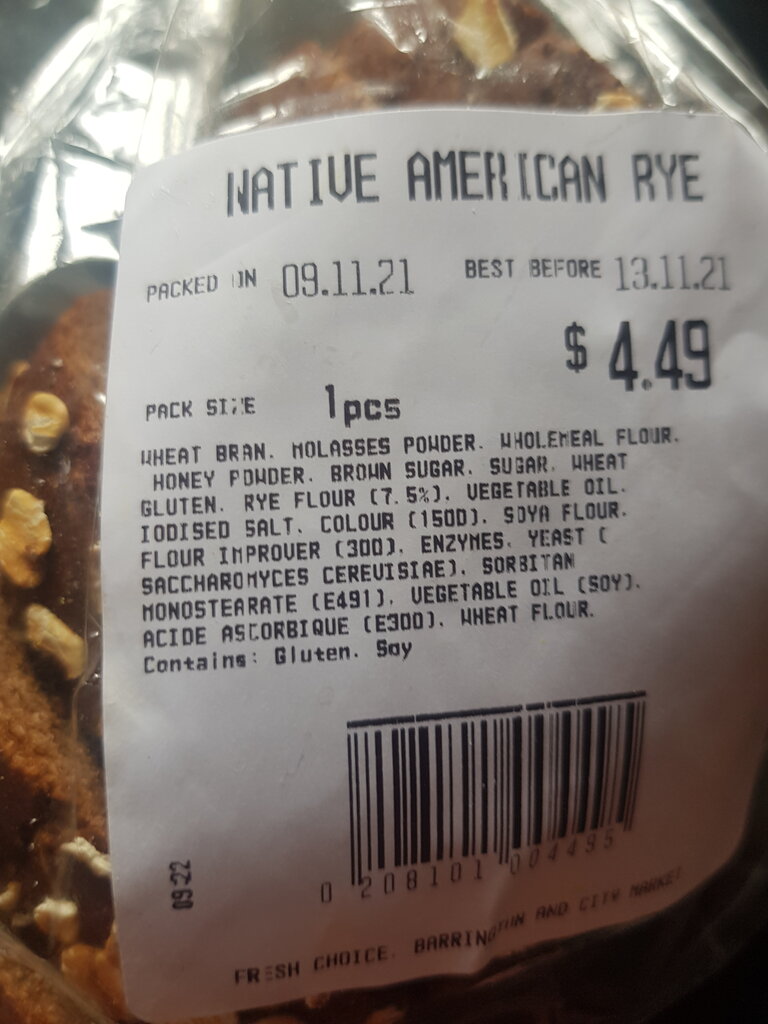 NATIVE AMERICAN RYE
PACKED ON 09.11.21 BEST BEFORE 13.11.21
$ 4.49
PACK SIZE 1pcs
WHEAT BRAN. MOLASSES POWDER. WHOLEMEAL FLOUR.
HONEY POWDER. BROWN SUGAR. SUGAR. WHEAT
GLUTEN. RYE FLOUR (7.5%). VEGETABLE OIL.
IODISED SALT. COLOUR (150D). SOYA FLOUR.
FLOUR IMPROVER (300). ENZYMES. YEAST (
SACCHAROMYCES CEREVISIAE). SORBITAN
MONOSTEARATE (E491). VEGETABLE OIL (SOY).
ACIDE ASCORBIQUE (E300). WHEAT FLOUR.
Contains: Gluten. Soy
09:22
0 208101 004495
FRESH CHOICE. BARRINGTON AND CITY MARKET